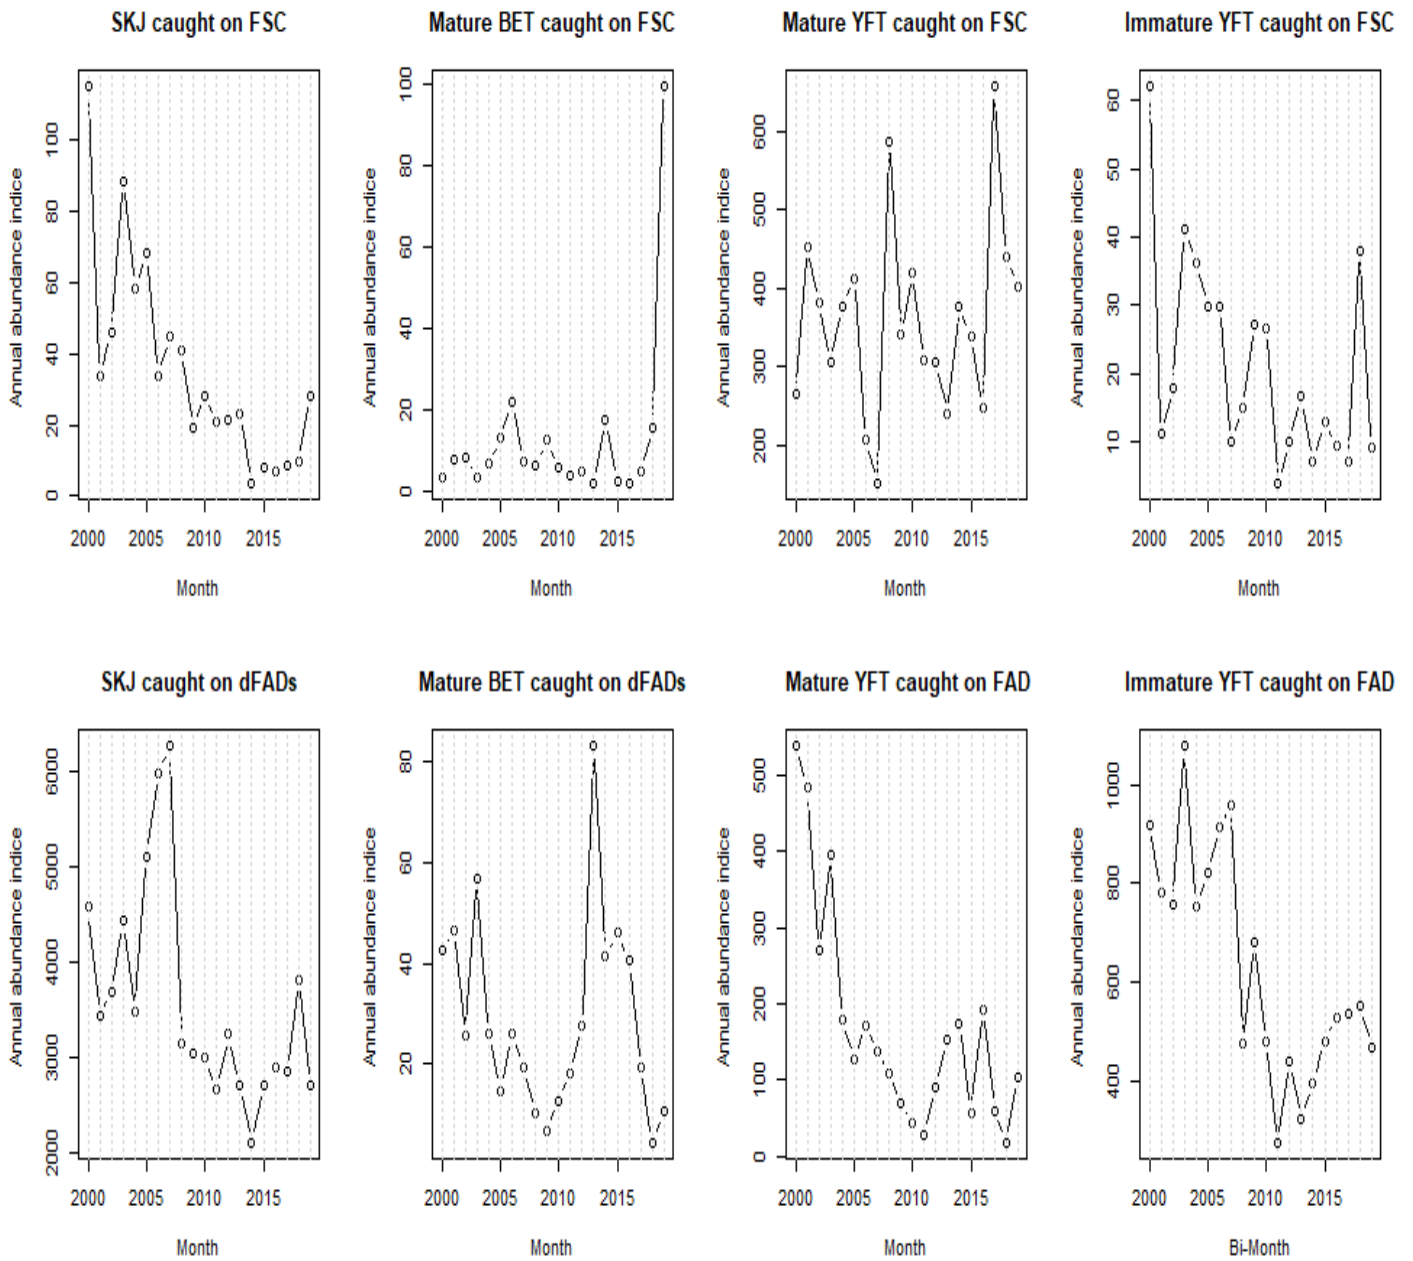 SKJ caught on FSC
Annual abundance indice
0 20 40 60 80 100
2000 2005 2010 2015
Month
Mature BET caught on FSC
Annual abundance indice
0 20 40 60 80 100
2000 2005 2010 2015
Month
Mature YFT caught on FSC
Annual abundance indice
200 300 400 500 600
2000 2005 2010 2015
Month
Immature YFT caught on FSC
Annual abundance indice
10 20 30 40 50 60
2000 2005 2010 2015
Month
SKJ caught on dFADs
Annual abundance indice
2000 3000 4000 5000 6000
2000 2005 2010 2015
Month
Mature BET caught on dFADs
Annual abundance indice
20 40 60 80
2000 2005 2010 2015
Month
Mature YFT caught on FAD
Annual abundance indice
0 100 200 300 400 500
2000 2005 2010 2015
Month
Immature YFT caught on FAD
Annual abundance indice
400 600 800 1000
2000 2005 2010 2015
Bi-Month